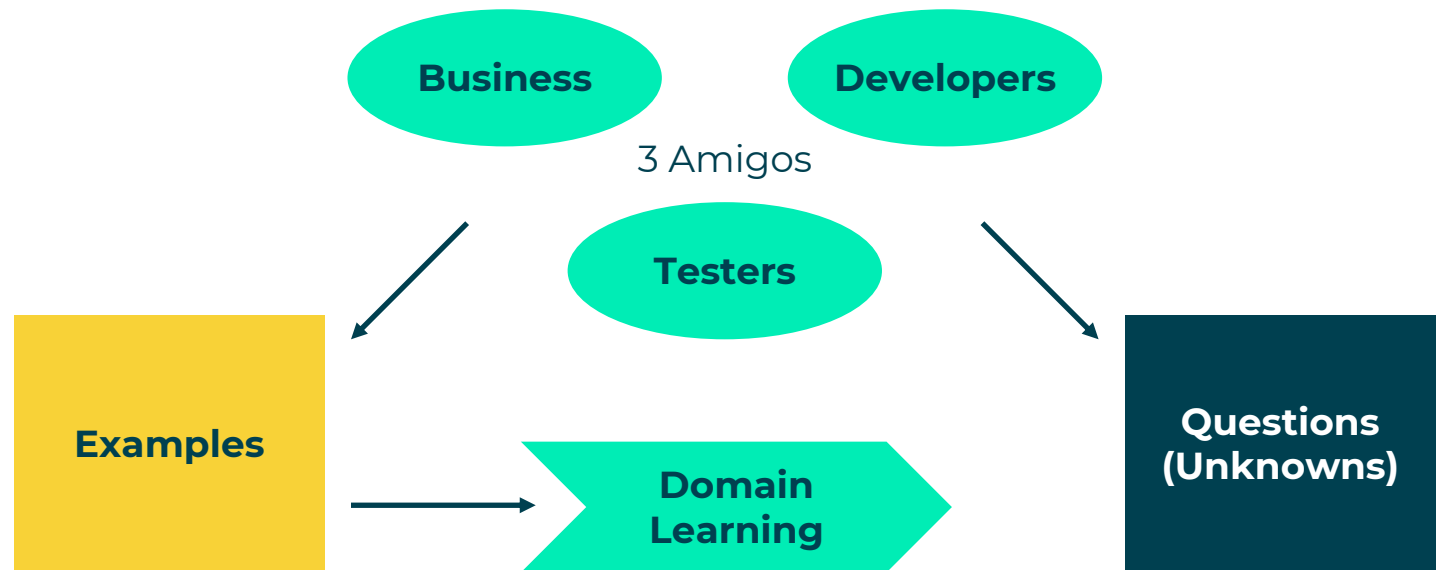 Business
Developers
3 Amigos
Testers
Examples
Domain
Learning
Questions
(Unknowns)